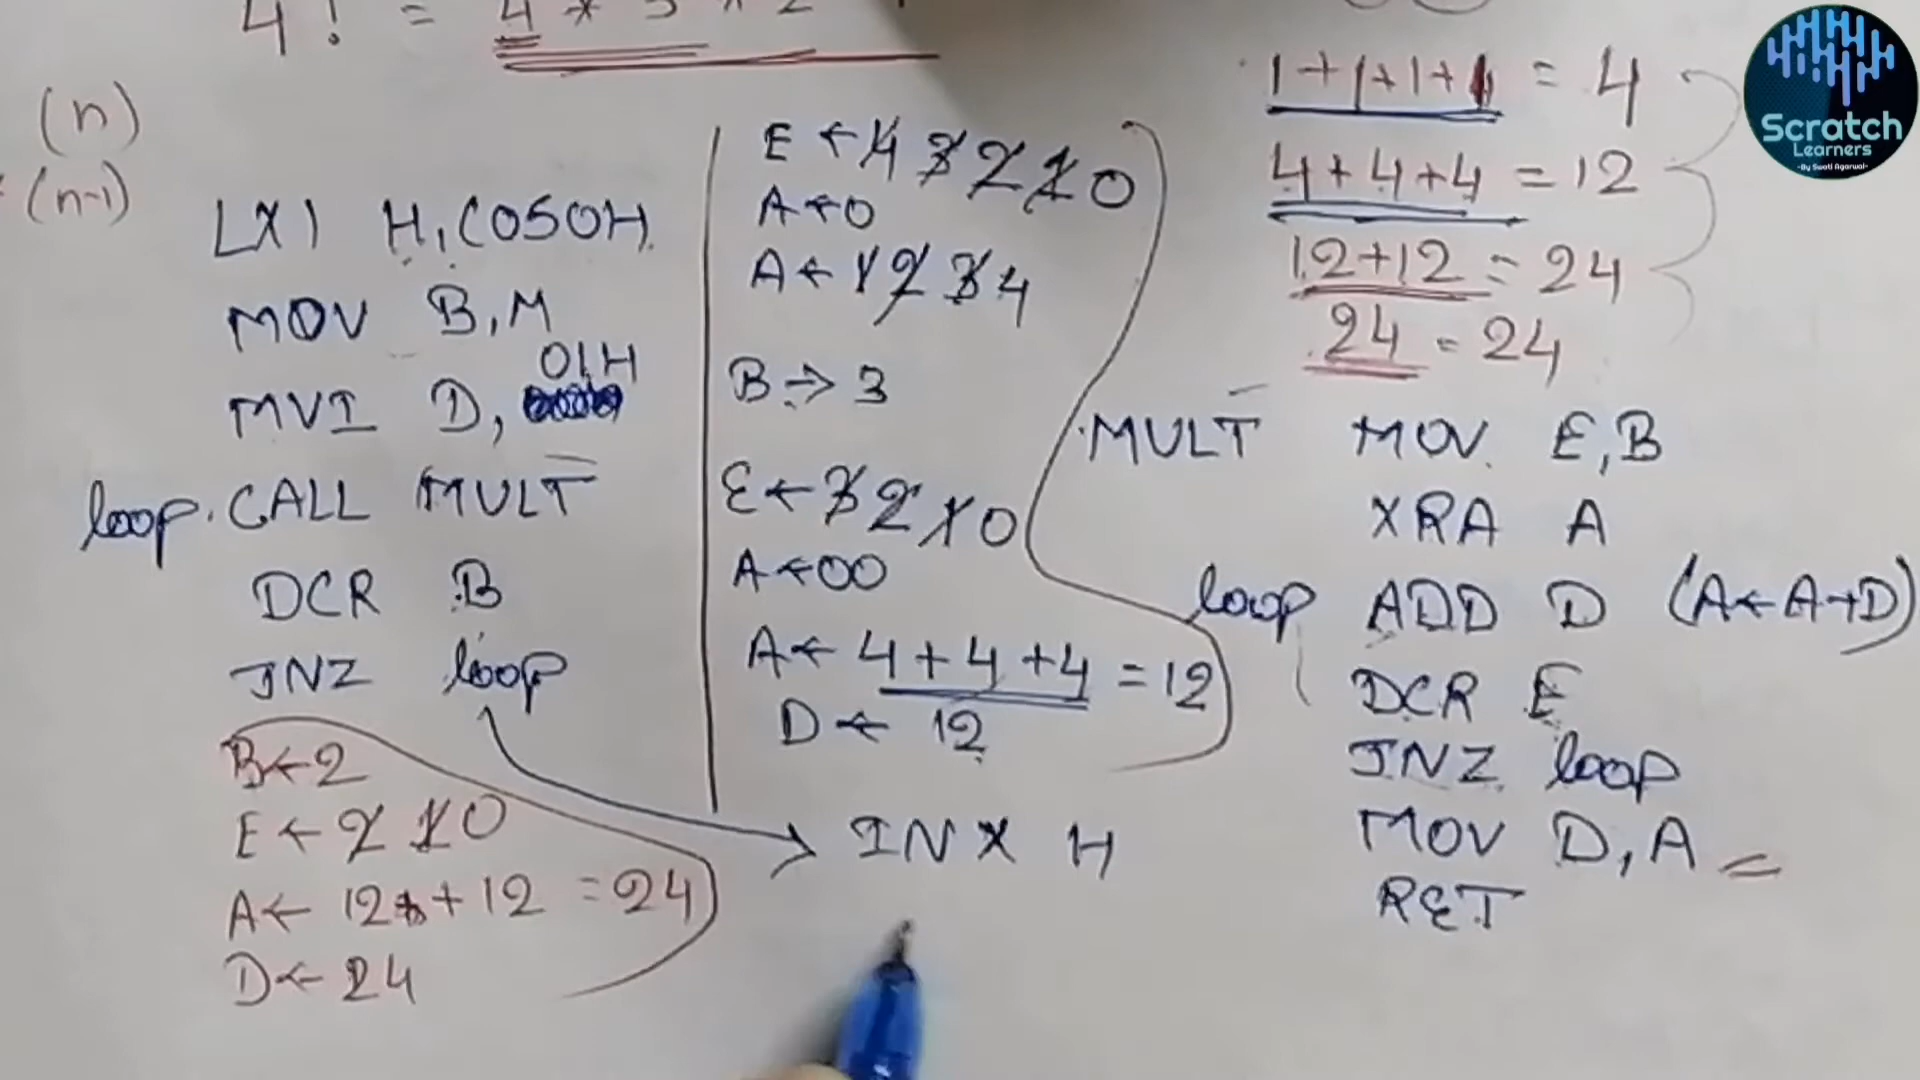 4! = 4 * 3 * 2
(n)
(n-1)
LXI H, C050H
MOV B, M
01H
MVI D,
loop. CALL MULT
DCR B
JNZ loop
B ← 2
E ← 2 1 0
A ← 12 + 12 = 24
D ← 24
E ← 4 3 2 1 0
A ← 0
A ← 1 2 3 4
B → 3
E ← 3 2 1 0
A ← 00
A ← 4 + 4 + 4 = 12
D ← 12
INX H
1 + 1 + 1 + 1 = 4
4 + 4 + 4 = 12
12 + 12 = 24
24 = 24
MULT MOV E, B
XRA A
loop ADD D (A ← A + D)
DCR E
JNZ loop
MOV D, A
RET
Scratch
Learners
-By Swati Agarwal-